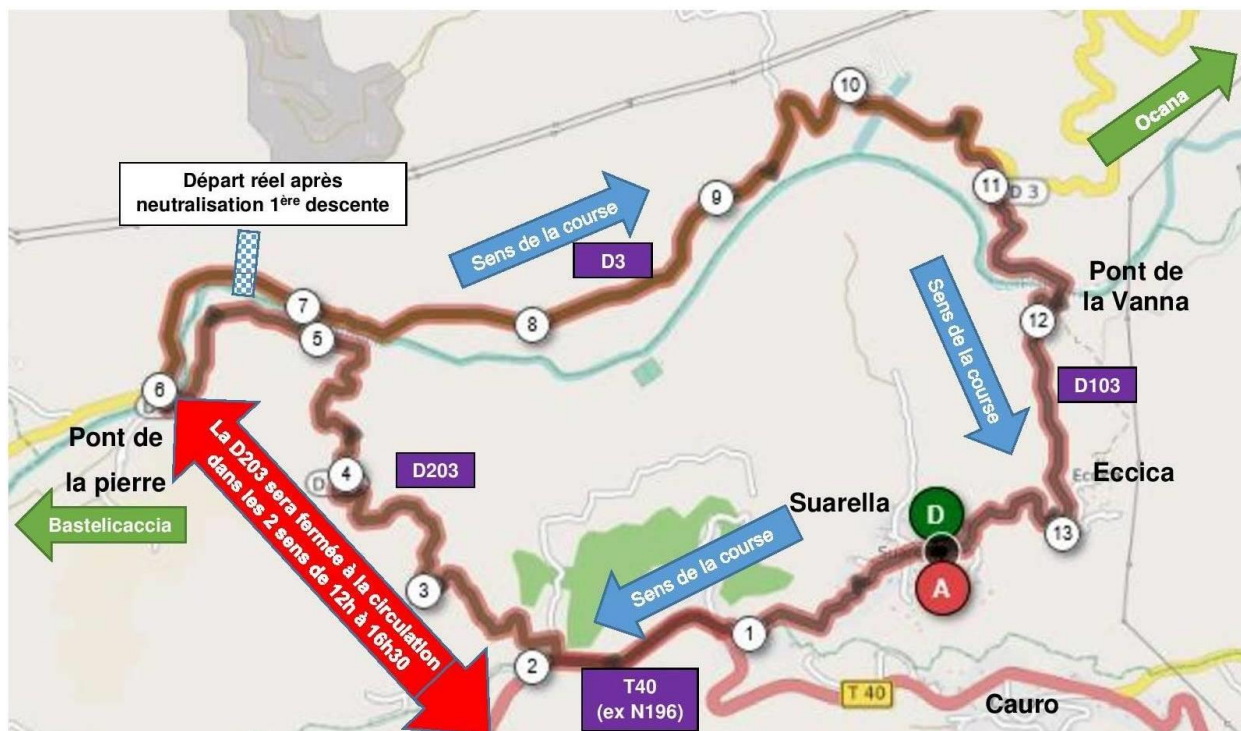 10
Ocana
Départ réel après
neutralisation 1ère descente
9
11
D 3
Sens de la course
D3
Pont de
la Vanna
7
8
5
12
Sens de la course
6
D103
Pont de
la pierre
La D203 sera fermée à la circulation
dans les 2 sens de 12h à 16h30
4
D203
Eccica
Suarella
D
Bastelicaccia
13
Sens de la course
3
A
1
2
T40
(ex N196)
T 40
Cauro